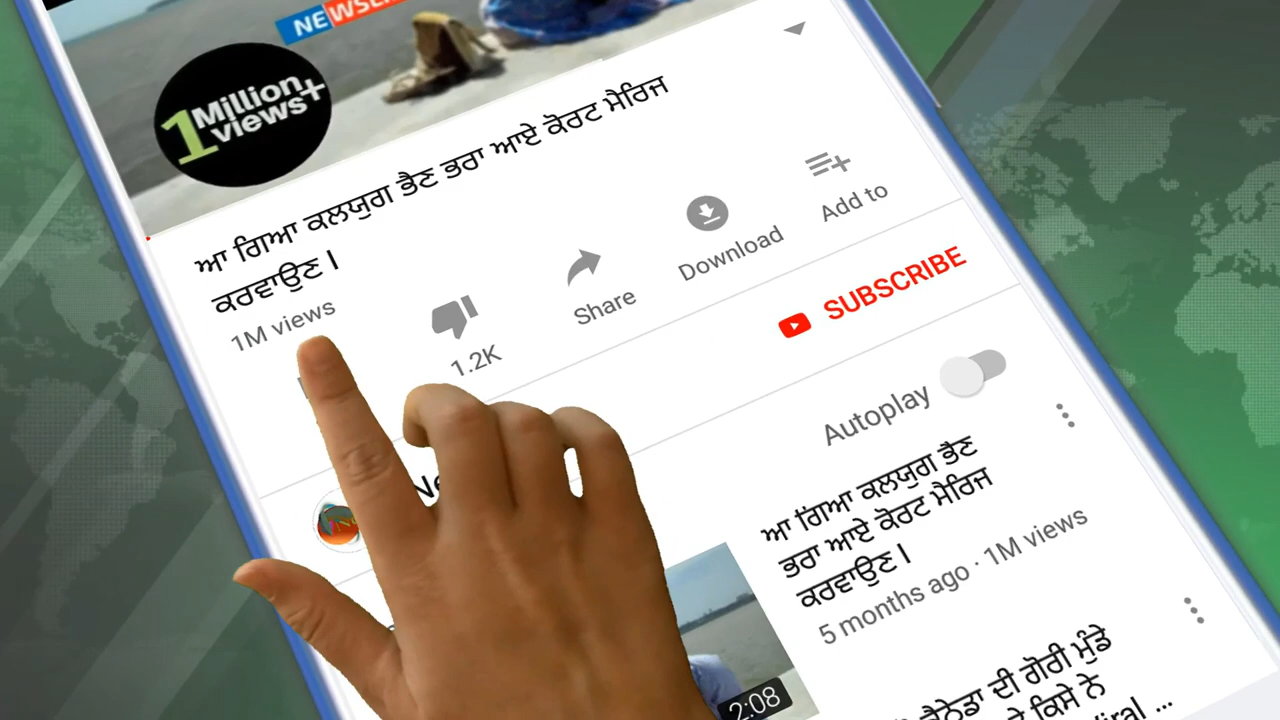 1 Million
views+
ਆ ਗਿਆ ਕਲਯੁਗ ਭੈਣ ਭਰਾ ਆਏ ਕੋਰਟ ਮੈਰਿਜ
ਕਰਵਾਉਣ।
1M views
1.2K
Share
Download
Add to
SUBSCRIBE
Autoplay
ਆ ਗਿਆ ਕਲਯੁਗ ਭੈਣ
ਭਰਾ ਆਏ ਕੋਰਟ ਮੈਰਿਜ
ਕਰਵਾਉਣ।
5 months ago · 1M views
2:08
ਦੀ ਗੋਰੀ ਮੁੰਡੇ
ਕਿਸੇ ਨੇ
...